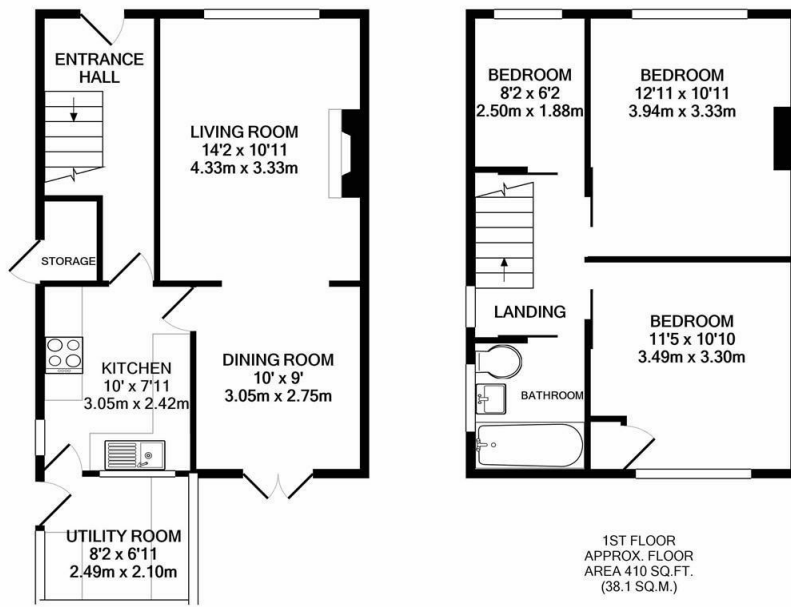 ENTRANCE
HALL
LIVING ROOM
14'2 x 10'11
4.33m x 3.33m
STORAGE
KITCHEN
10' x 7'11
3.05m x 2.42m
DINING ROOM
10' x 9'
3.05m x 2.75m
UTILITY ROOM
8'2 x 6'11
2.49m x 2.10m
BEDROOM
8'2 x 6'2
2.50m x 1.88m
BEDROOM
12'11 x 10'11
3.94m x 3.33m
LANDING
BEDROOM
11'5 x 10'10
3.49m x 3.30m
BATHROOM
1ST FLOOR
APPROX. FLOOR
AREA 410 SQ.FT.
(38.1 SQ.M.)